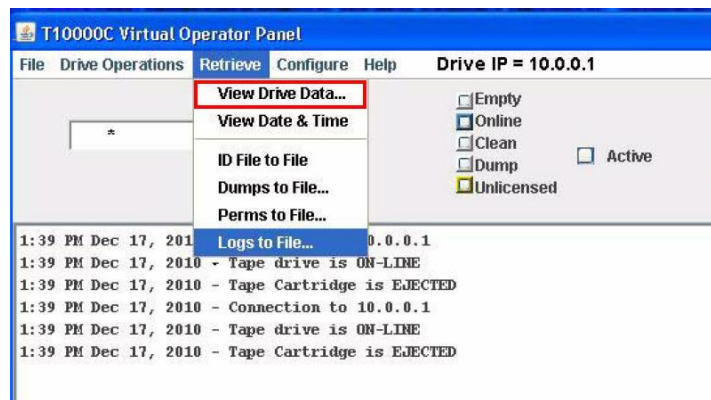 T10000C Virtual Operator Panel
File Drive Operations Retrieve Configure Help Drive IP = 10.0.0.1
View Drive Data...
View Date & Time
ID File to File
Dumps to File...
Perms to File...
Logs to File...
*
Empty
Online
Clean
Dump
Unlicensed
Active
1:39 PM Dec 17, 201 0.0.0.1
1:39 PM Dec 17, 2010 - Tape drive is ON-LINE
1:39 PM Dec 17, 2010 - Tape Cartridge is EJECTED
1:39 PM Dec 17, 2010 - Connection to 10.0.0.1
1:39 PM Dec 17, 2010 - Tape drive is ON-LINE
1:39 PM Dec 17, 2010 - Tape Cartridge is EJECTED